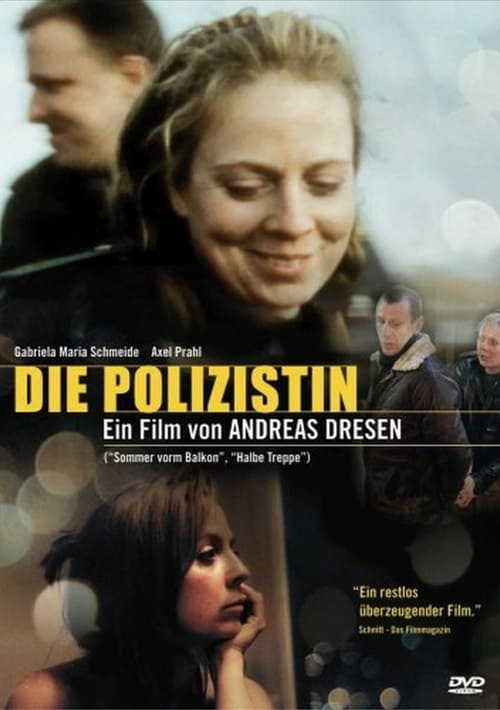 Gabriela Maria Schmeide Axel Prahl
DIE POLIZISTIN
Ein Film von ANDREAS DRESEN
("Sommer vorm Balkon", "Halbe Treppe")
"Ein restlos
überzeugender Film."
Schnitt - Das Filmmagazin
DVD
VIDEO